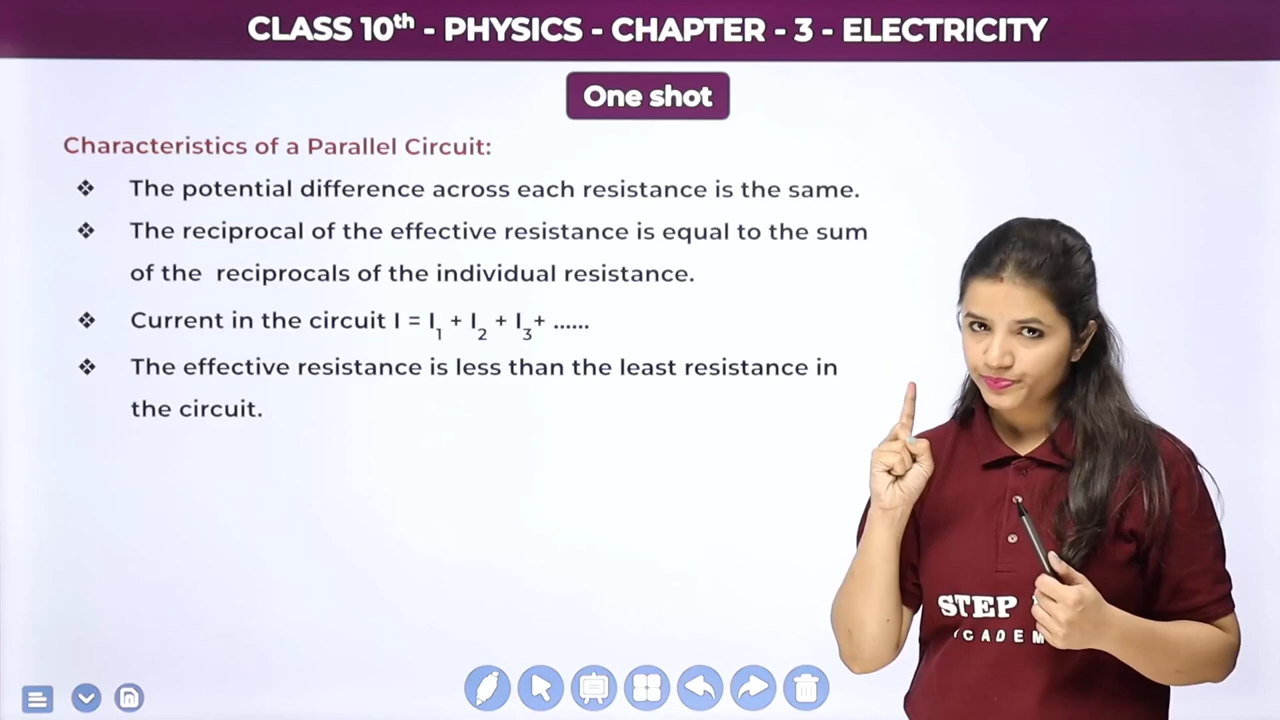 CLASS 10th - PHYSICS - CHAPTER - 3 - ELECTRICITY
One shot
Characteristics of a Parallel Circuit:
❖ The potential difference across each resistance is the same.
❖ The reciprocal of the effective resistance is equal to the sum
of the reciprocals of the individual resistance.
❖ Current in the circuit I = I₁ + I₂ + I₃+ ......
❖ The effective resistance is less than the least resistance in
the circuit.
STEP
CADEM